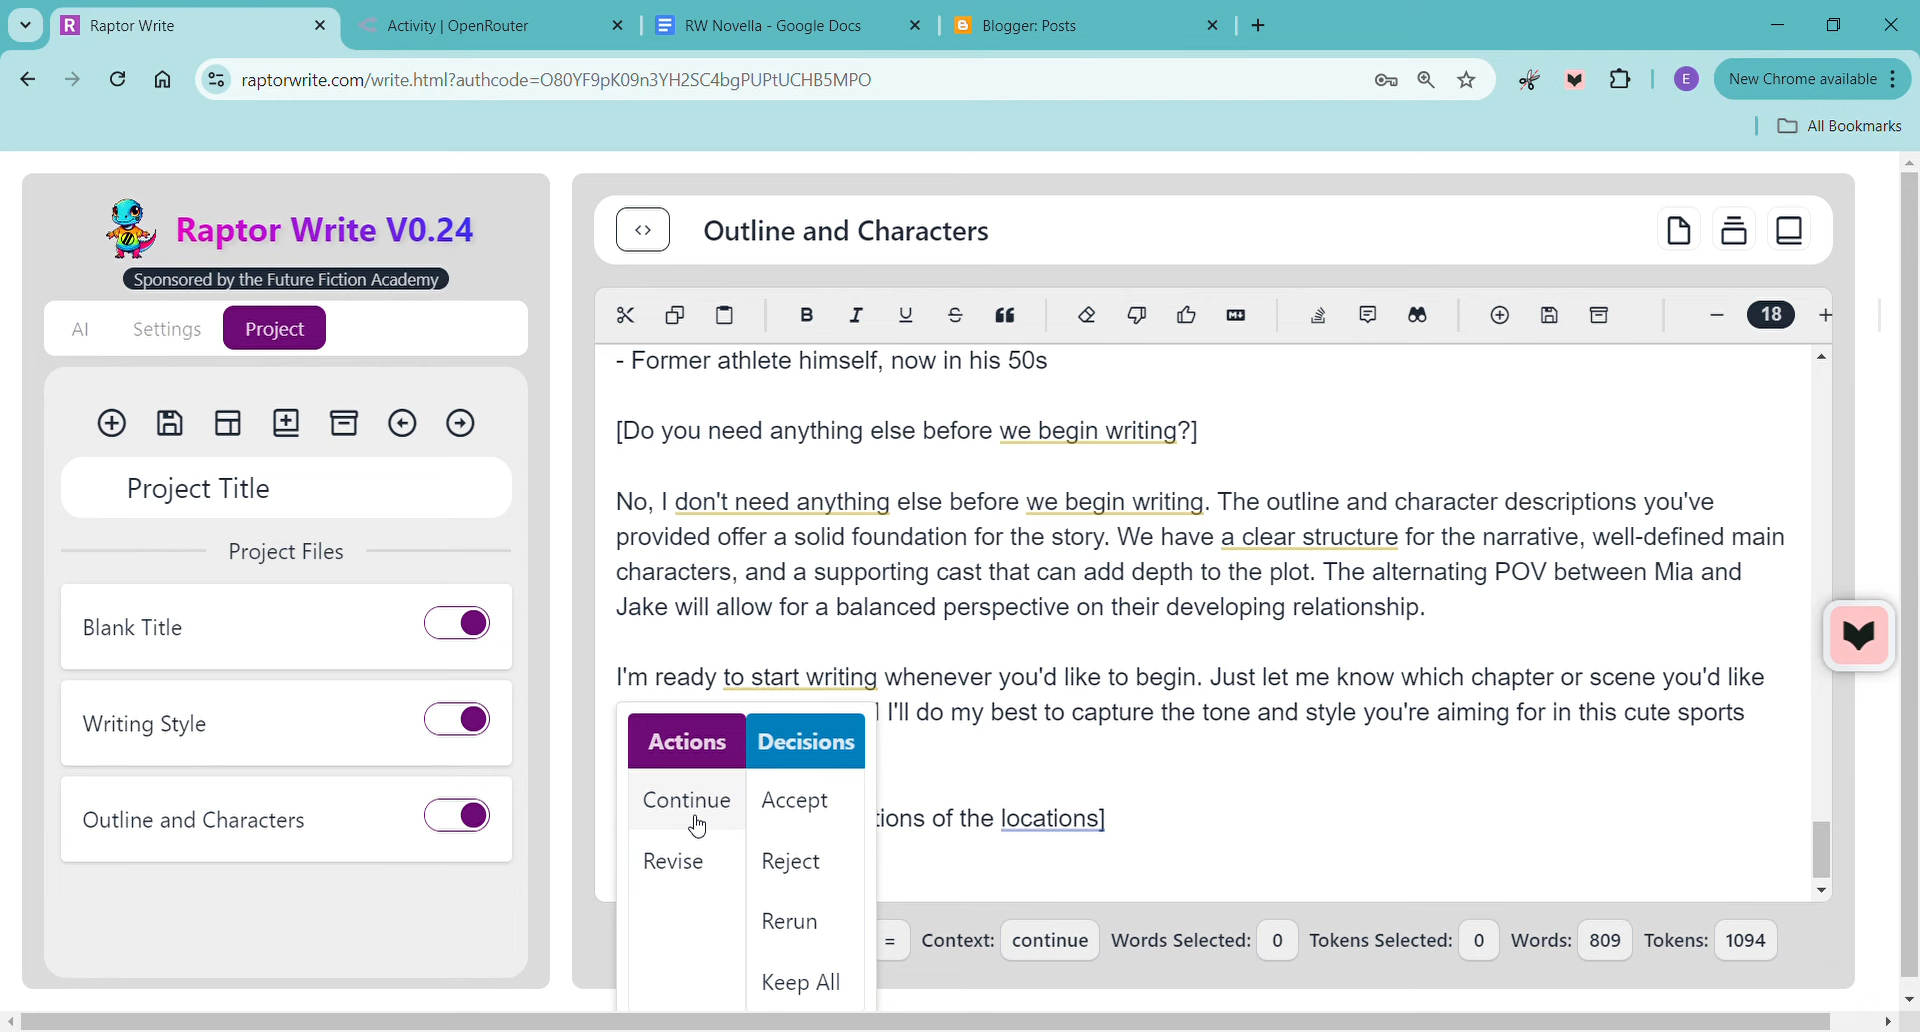 Raptor Write
Activity | OpenRouter
RW Novella - Google Docs
Blogger: Posts
raptorwrite.com/write.html?authcode=O80YF9pK09n3YH2SC4bgPUPtUCHB5MPO
E
New Chrome available
All Bookmarks
Raptor Write V0.24
Sponsored by the Future Fiction Academy
AI Settings Project
Project Title
Project Files
Blank Title
Writing Style
Outline and Characters
Outline and Characters
18
- Former athlete himself, now in his 50s
[Do you need anything else before we begin writing?]
No, I don't need anything else before we begin writing. The outline and character descriptions you've
provided offer a solid foundation for the story. We have a clear structure for the narrative, well-defined main
characters, and a supporting cast that can add depth to the plot. The alternating POV between Mia and
Jake will allow for a balanced perspective on their developing relationship.
I'm ready to start writing whenever you'd like to begin. Just let me know which chapter or scene you'd like
I'll do my best to capture the tone and style you're aiming for in this cute sports
tions of the locations]
Actions Decisions
Continue Accept
Revise Reject
Rerun
Keep All
= Context: continue Words Selected: 0 Tokens Selected: 0 Words: 809 Tokens: 1094